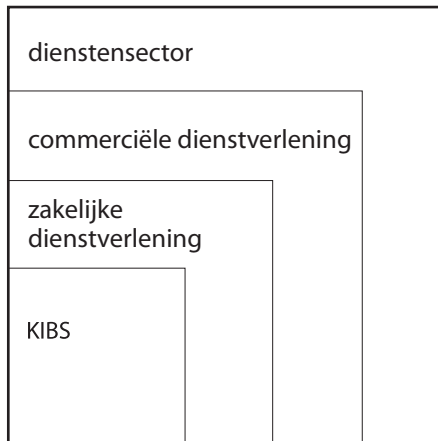 dienstensector
commerciële dienstverlening
zakelijke
dienstverlening
KIBS